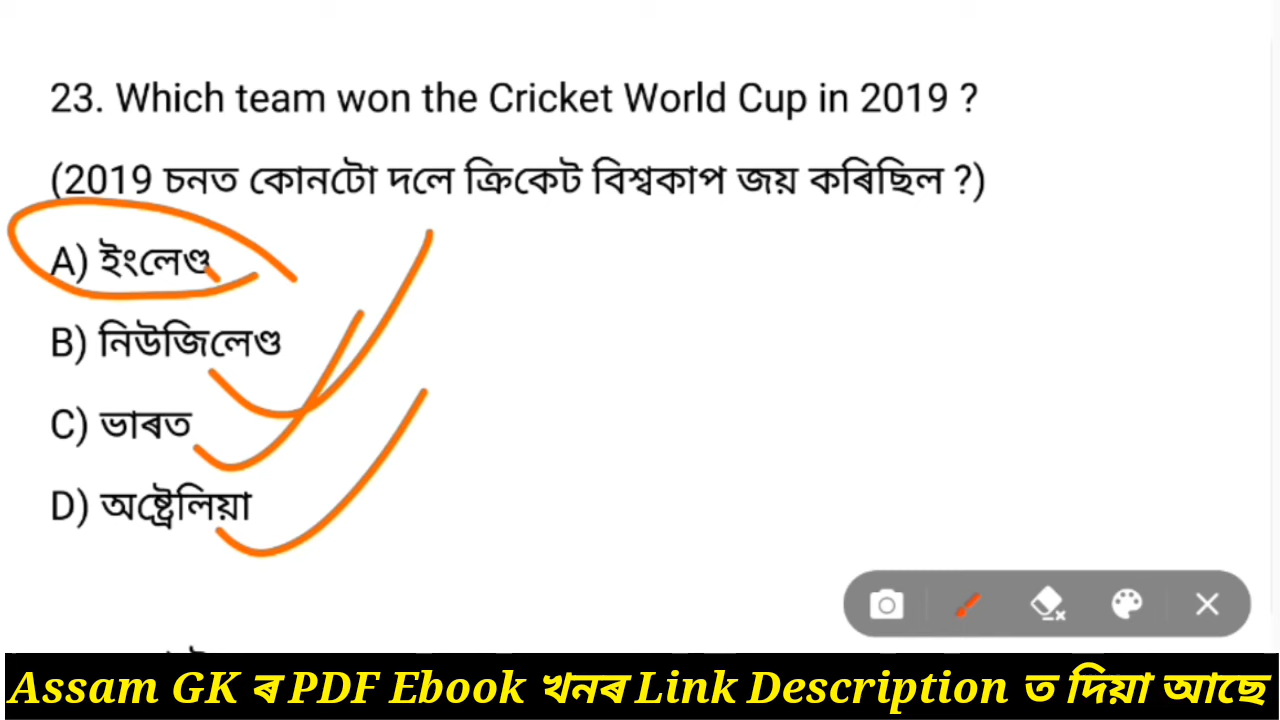 23. Which team won the Cricket World Cup in 2019 ?
(2019 চনত কোনটো দলে ক্ৰিকেট বিশ্বকাপ জয় কৰিছিল ?)
A) ইংলেণ্ড
B) নিউজিলেণ্ড
C) ভাৰত
D) অষ্ট্ৰেলিয়া
Assam GK ৰ PDF Ebook খনৰ Link Description ত দিয়া আছে